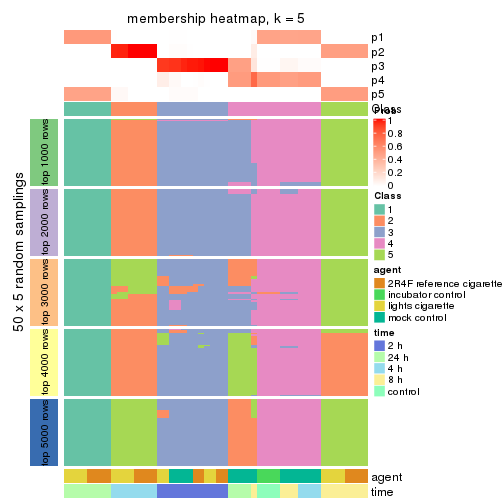 membership heatmap, k = 5
p1
p2
p3
p4
p5
Class
Prob
1
0.8
0.6
0.4
0.2
0
Class
1
2
3
4
5
agent
2R4F reference cigarette
incubator control
lights cigarette
mock control
time
2 h
24 h
4 h
8 h
control
50 x 5 random samplings
top 1000 rows
top 2000 rows
top 3000 rows
top 4000 rows
top 5000 rows
agent
time